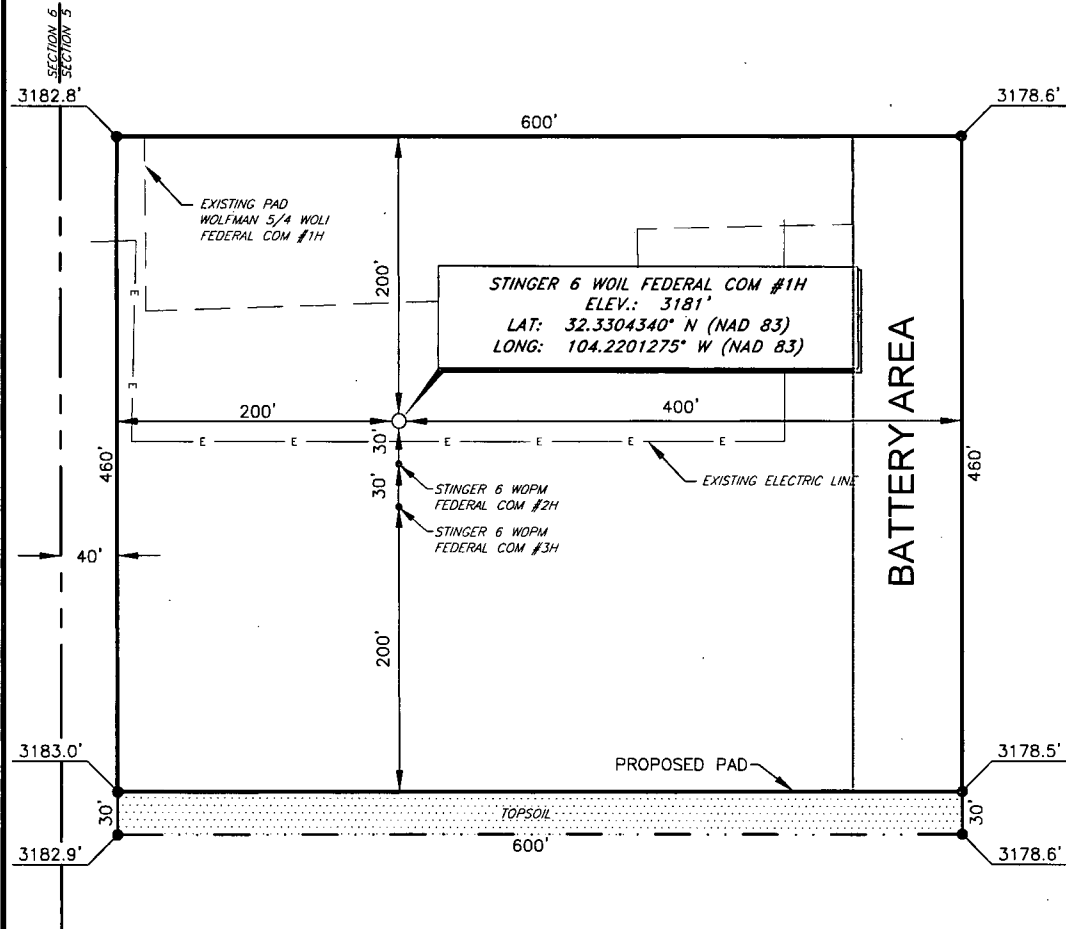 SECTION 6
SECTION 5
3182.8'
3178.6'
600'
EXISTING PAD
WOLFMAN 5/4 WOLI
FEDERAL COM #1H
E
200'
STINGER 6 WOIL FEDERAL COM #1H
ELEV.: 3181'
LAT: 32.3304340° N (NAD 83)
LONG: 104.2201275° W (NAD 83)
BATTERY AREA
E
200'
400'
E E E E E E
30'
EXISTING ELECTRIC LINE
460'
460'
30'
STINGER 6 WOPM
FEDERAL COM #2H
STINGER 6 WOPM
FEDERAL COM #3H
40'
200'
3183.0'
3178.5'
PROPOSED PAD
30'
TOPSOIL
30'
600'
3182.9'
3178.6'